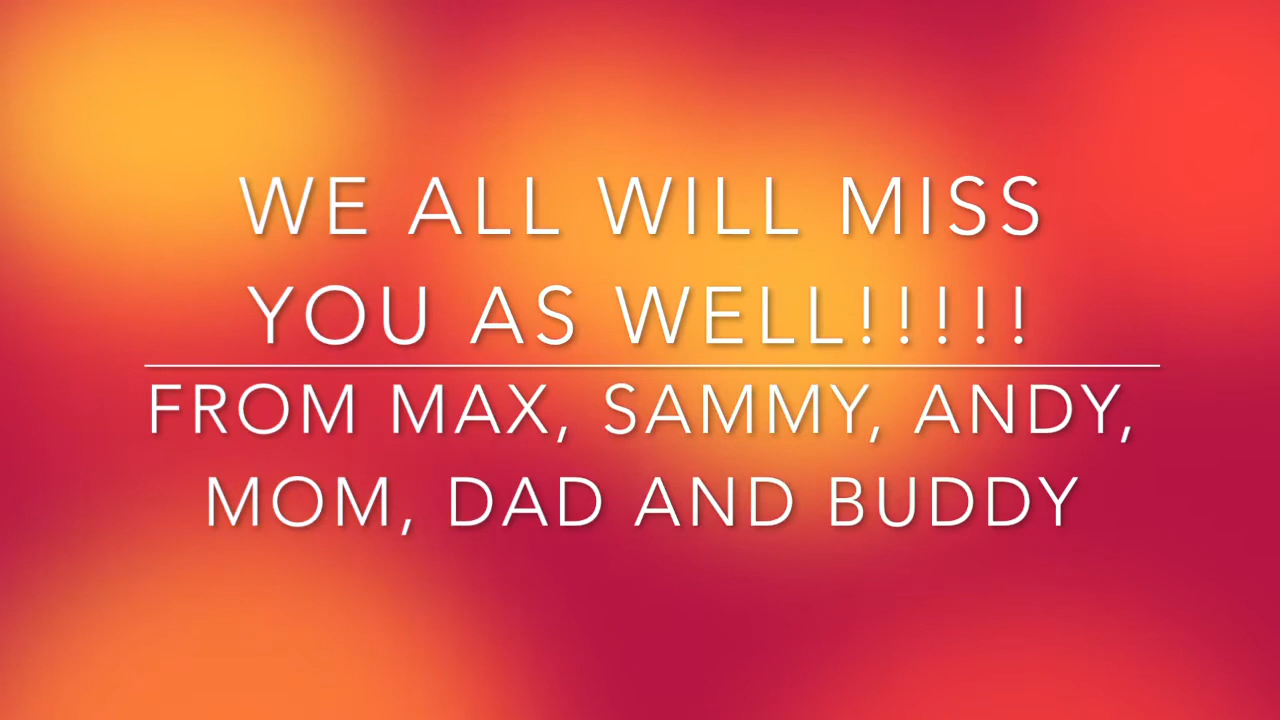 WE ALL WILL MISS
YOU AS WELL!!!!!
FROM MAX, SAMMY, ANDY,
MOM, DAD AND BUDDY